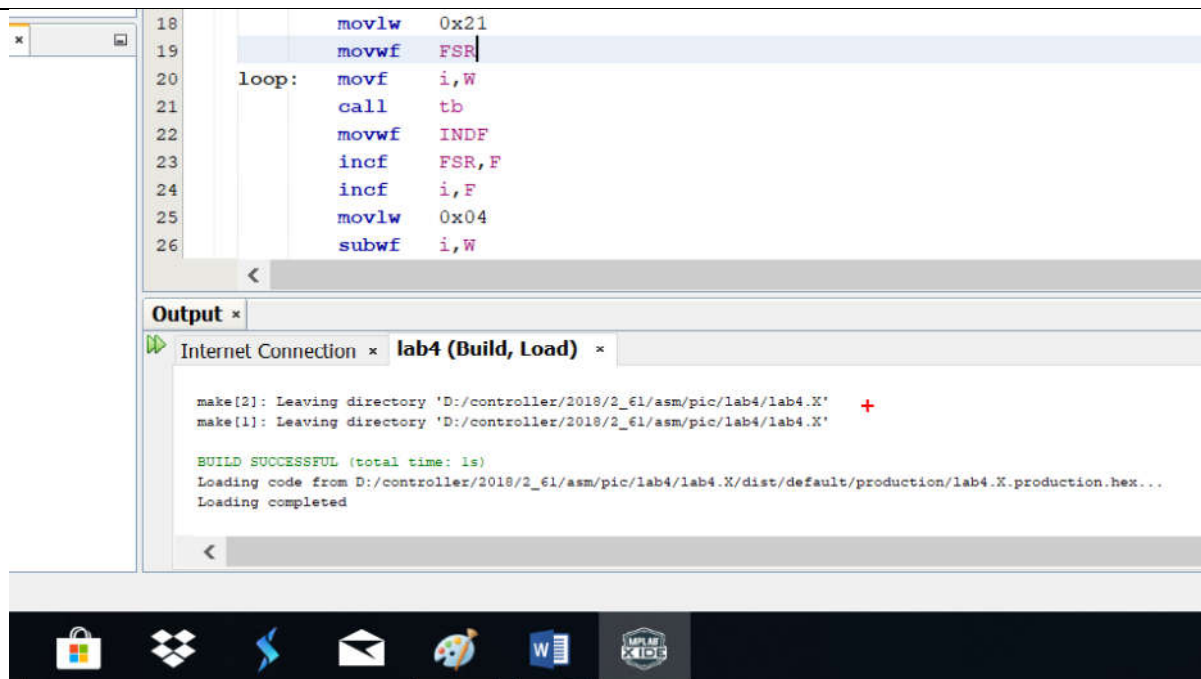 18 movlw 0x21
19 movwf FSR
20 loop: movf i,W
21 call tb
22 movwf INDF
23 incf FSR,F
24 incf i,F
25 movlw 0x04
26 subwf i,W
Output
Internet Connection lab4 (Build, Load)
make[2]: Leaving directory 'D:/controller/2018/2_61/asm/pic/lab4/lab4.X'
make[1]: Leaving directory 'D:/controller/2018/2_61/asm/pic/lab4/lab4.X'
BUILD SUCCESSFUL (total time: 1s)
Loading code from D:/controller/2018/2_61/asm/pic/lab4/lab4.X/dist/default/production/lab4.X.production.hex...
Loading completed
W
MPLAB
X IDE